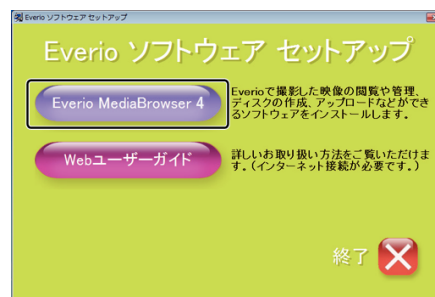 Everio ソフトウェア セットアップ
Everio ソフトウェア セットアップ
Everio MediaBrowser 4
Everioで撮影した映像の閲覧や管理、
ディスクの作成、アップロードなどができ
るソフトウェアをインストールします。
Webユーザーガイド
詳しいお取り扱い方法をご覧いただけま
す。(インターネット接続が必要です。)
終了